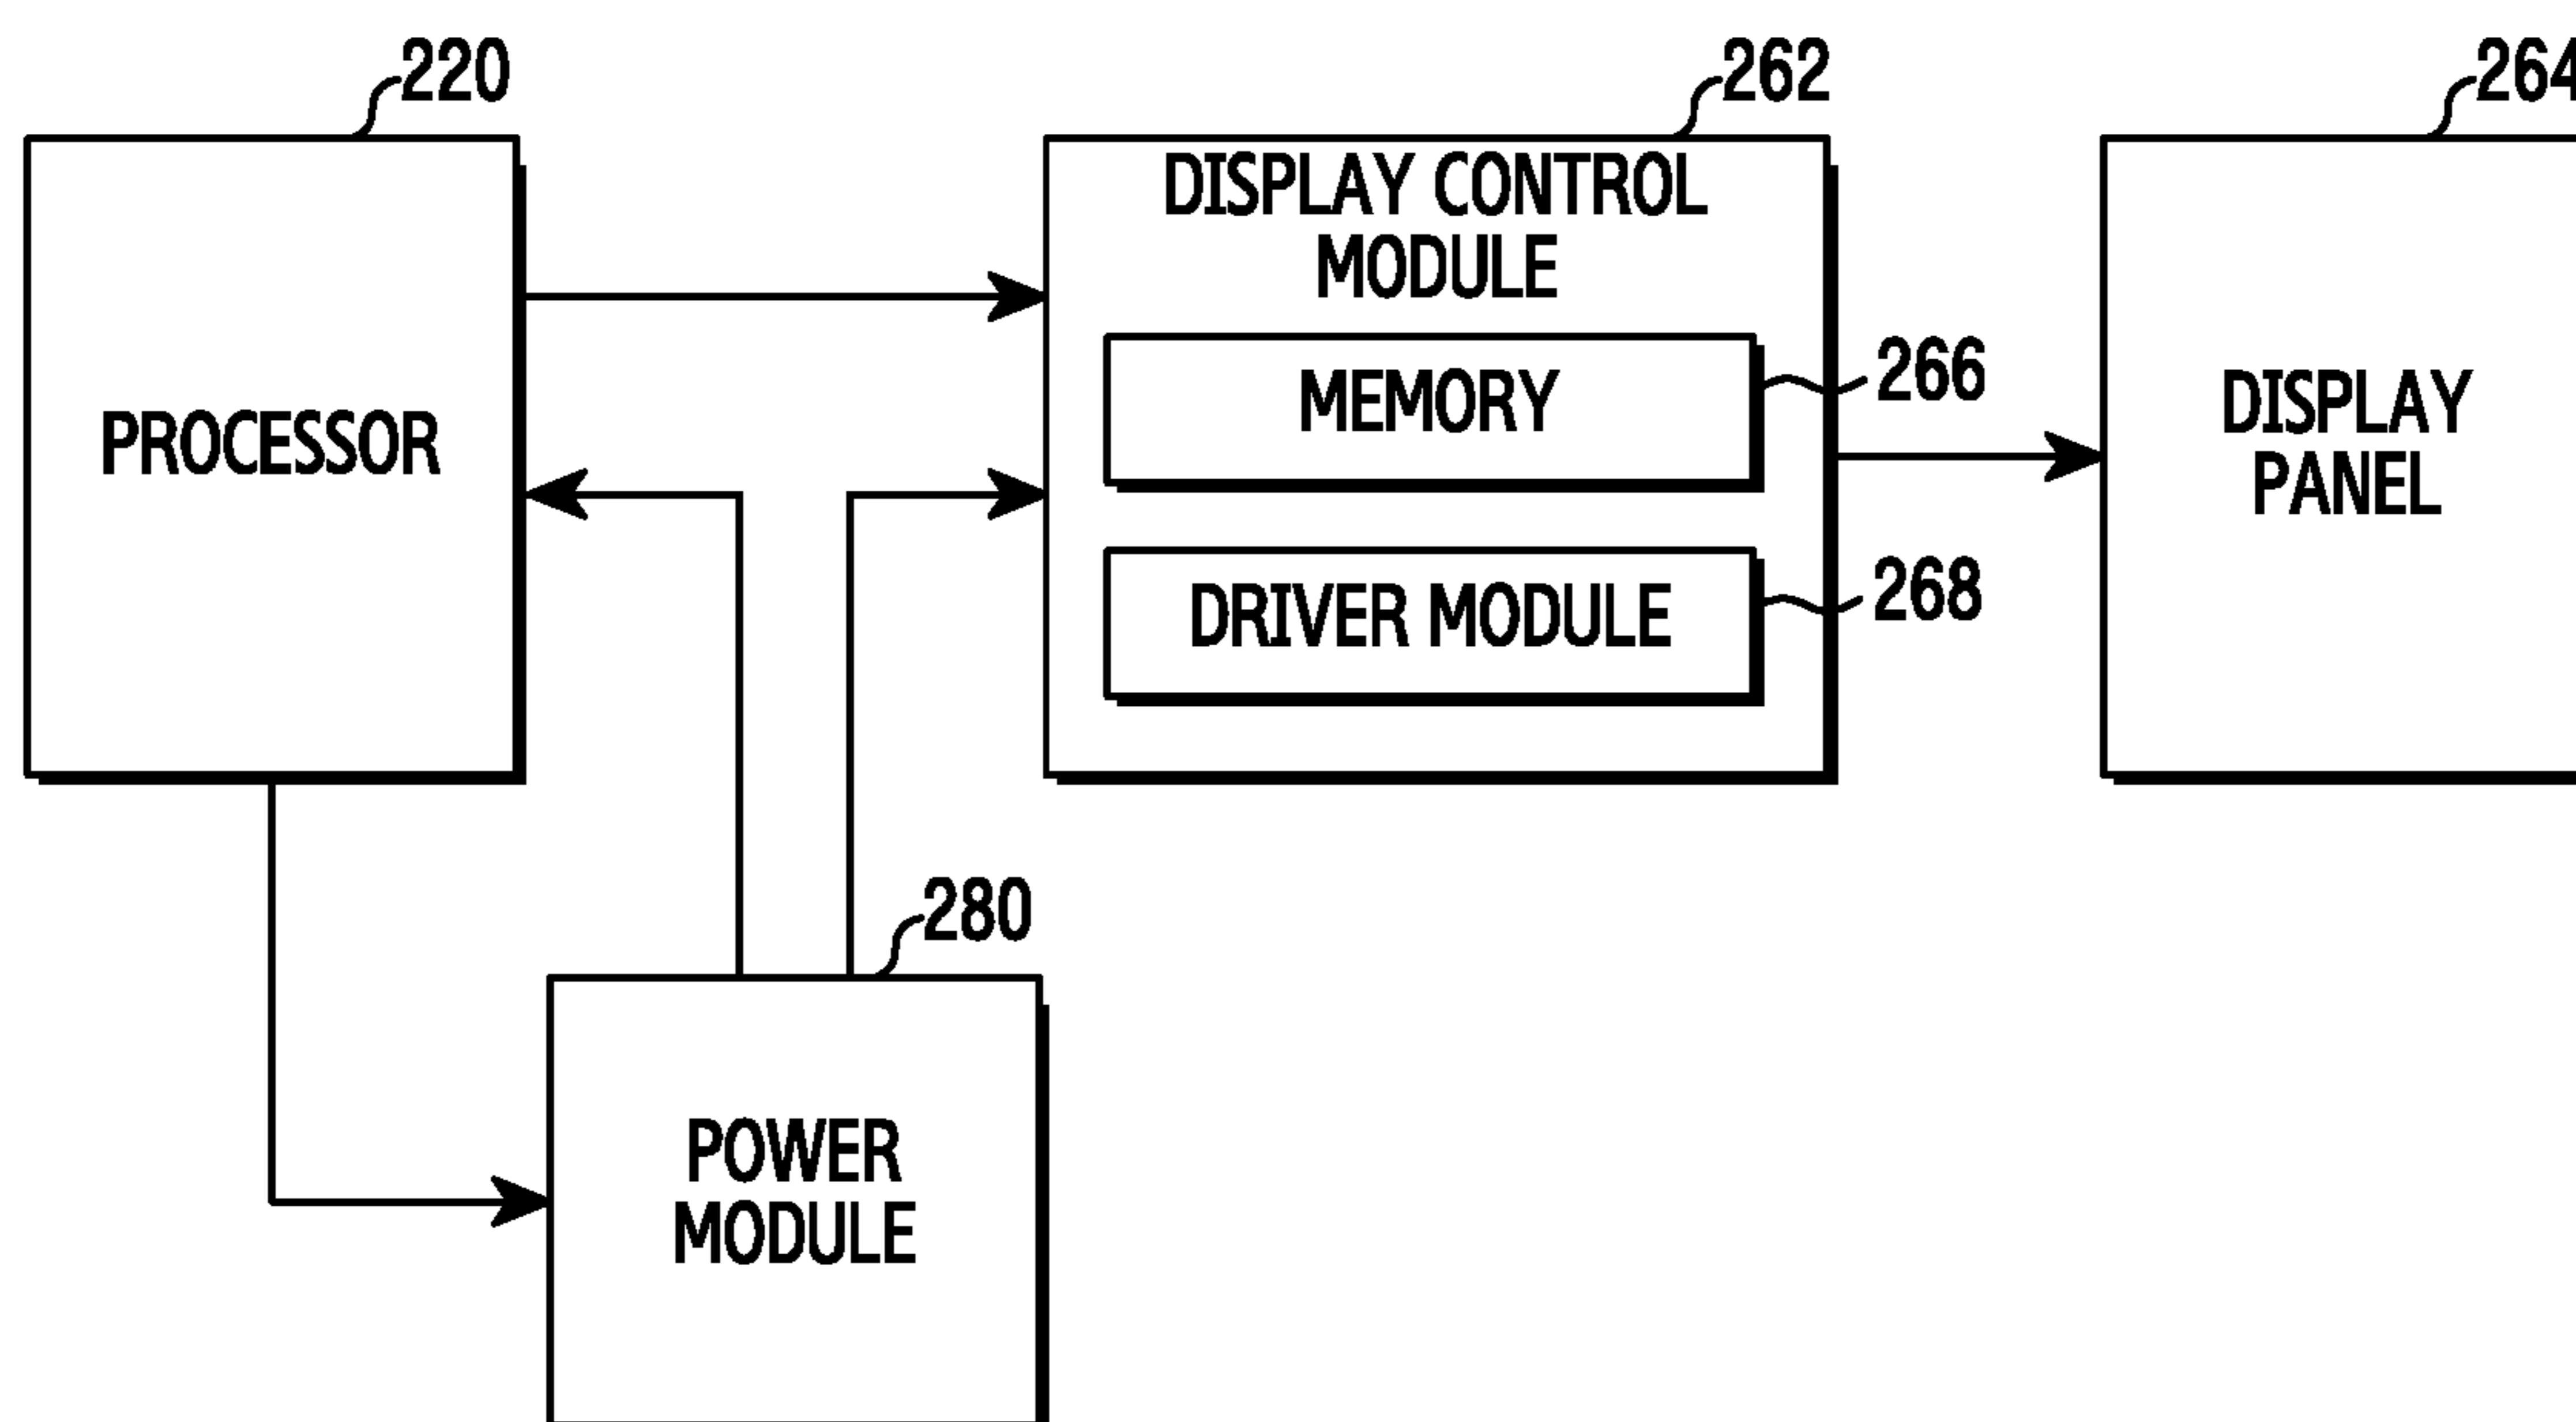 220
262
264
PROCESSOR
DISPLAY CONTROL
MODULE
MEMORY
266
DRIVER MODULE
268
DISPLAY
PANEL
280
POWER
MODULE